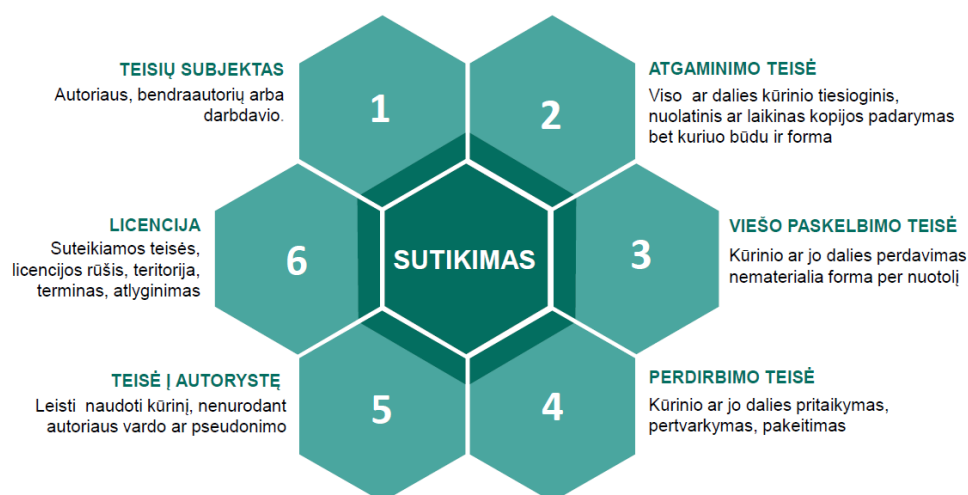 TEISIŲ SUBJEKTAS
Autoriaus, bendraautorių arba
darbdavio.
1
2
ATGAMINIMO TEISĖ
Viso ar dalies kūrinio tiesioginis,
nuolatinis ar laikinas kopijos padarymas
bet kuriuo būdu ir forma
LICENCIJA
Suteikiamos teisės,
licencijos rūšis, teritorija,
terminas, atlyginimas
6
SUTIKIMAS
3
VIEŠO PASKELBIMO TEISĖ
Kūrinio ar jo dalies perdavimas
nematerialia forma per nuotolį
TEISĖ Į AUTORYSTĘ
Leisti naudoti kūrinį, nenurodant
autoriaus vardo ar pseudonimo
5
4
PERDIRBIMO TEISĖ
Kūrinio ar jo dalies pritaikymas,
pertvarkymas, pakeitimas